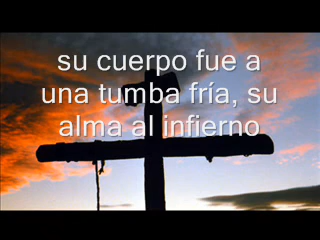 su cuerpo fue a
una tumba fría, su
alma al infierno